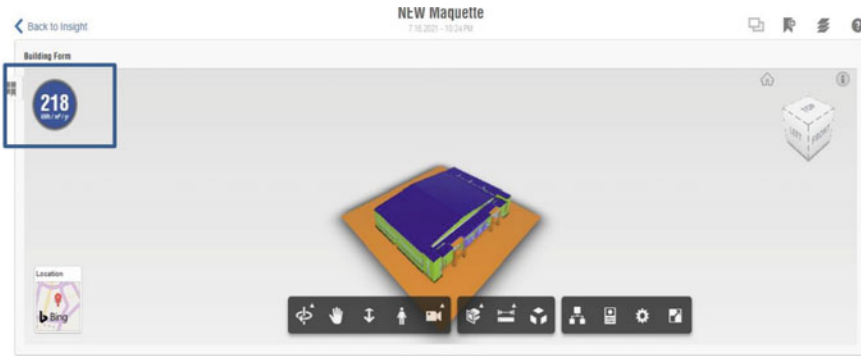 NEW Maquette
Back to Insight
7.16.2021 - 10:24 PM
Building Form
218
kWh / m² / yr
TOP
LEFT
FRONT
Location
Bing